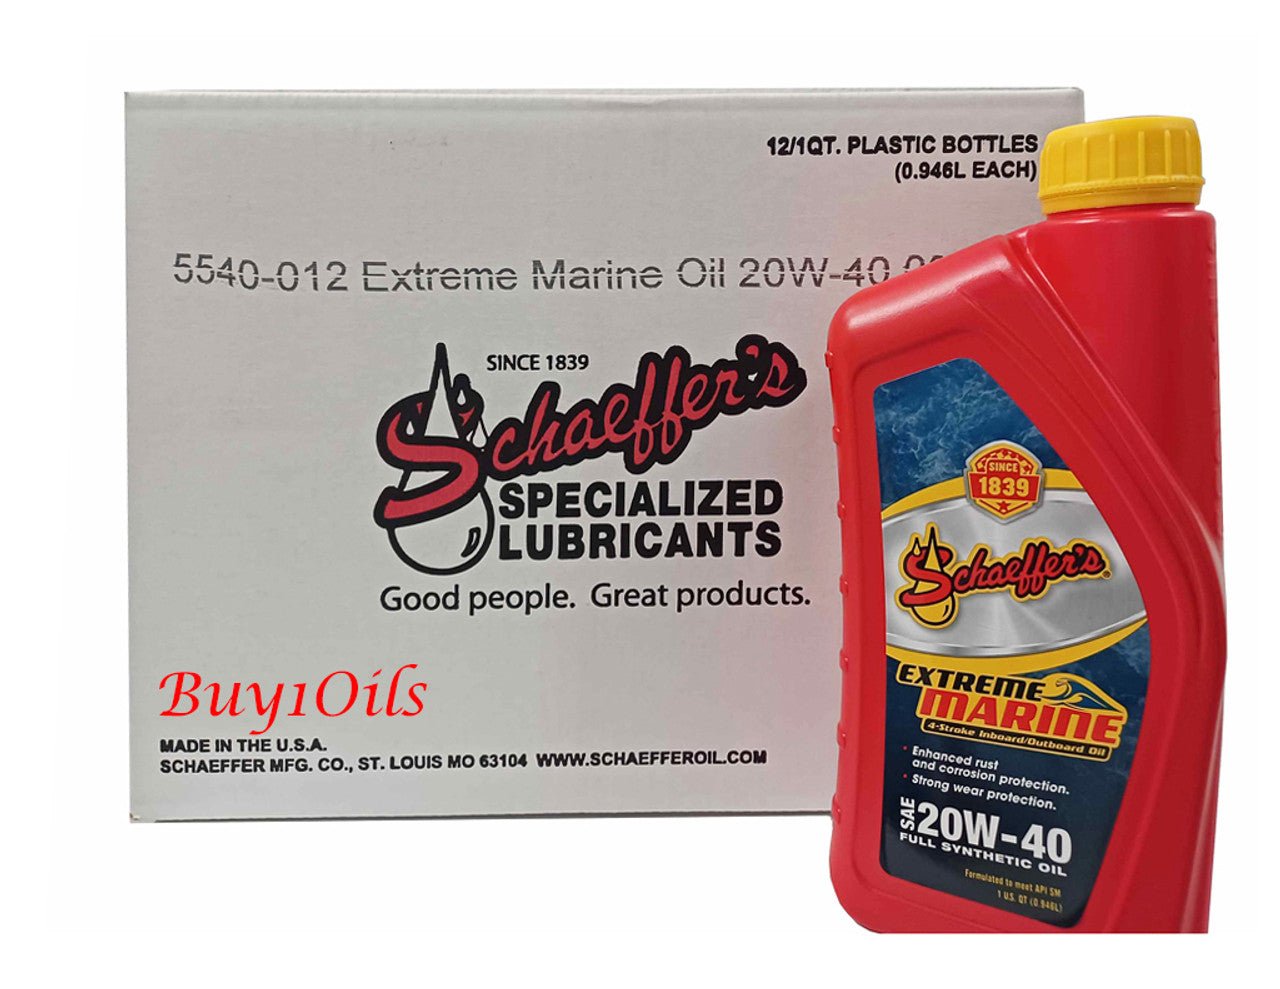 12/1QT. PLASTIC BOTTLES
(0.946L EACH)
5540-012 Extreme Marine Oil 20W-40
SINCE 1839
Schaeffer's
SPECIALIZED
LUBRICANTS
Good people. Great products.
Buy1Oils
MADE IN THE U.S.A.
SCHAEFFER MFG. CO., ST. LOUIS MO 63104 WWW.SCHAEFFEROIL.COM
SINCE
1839
Schaeffer's®
EXTREME
MARINE
4-Stroke Inboard/Outboard Oil
• Enhanced rust
and corrosion protection.
• Strong wear protection.
SAE 20W-40
FULL SYNTHETIC OIL
Formulated to meet API SM
1 U.S. QT (0.946L)